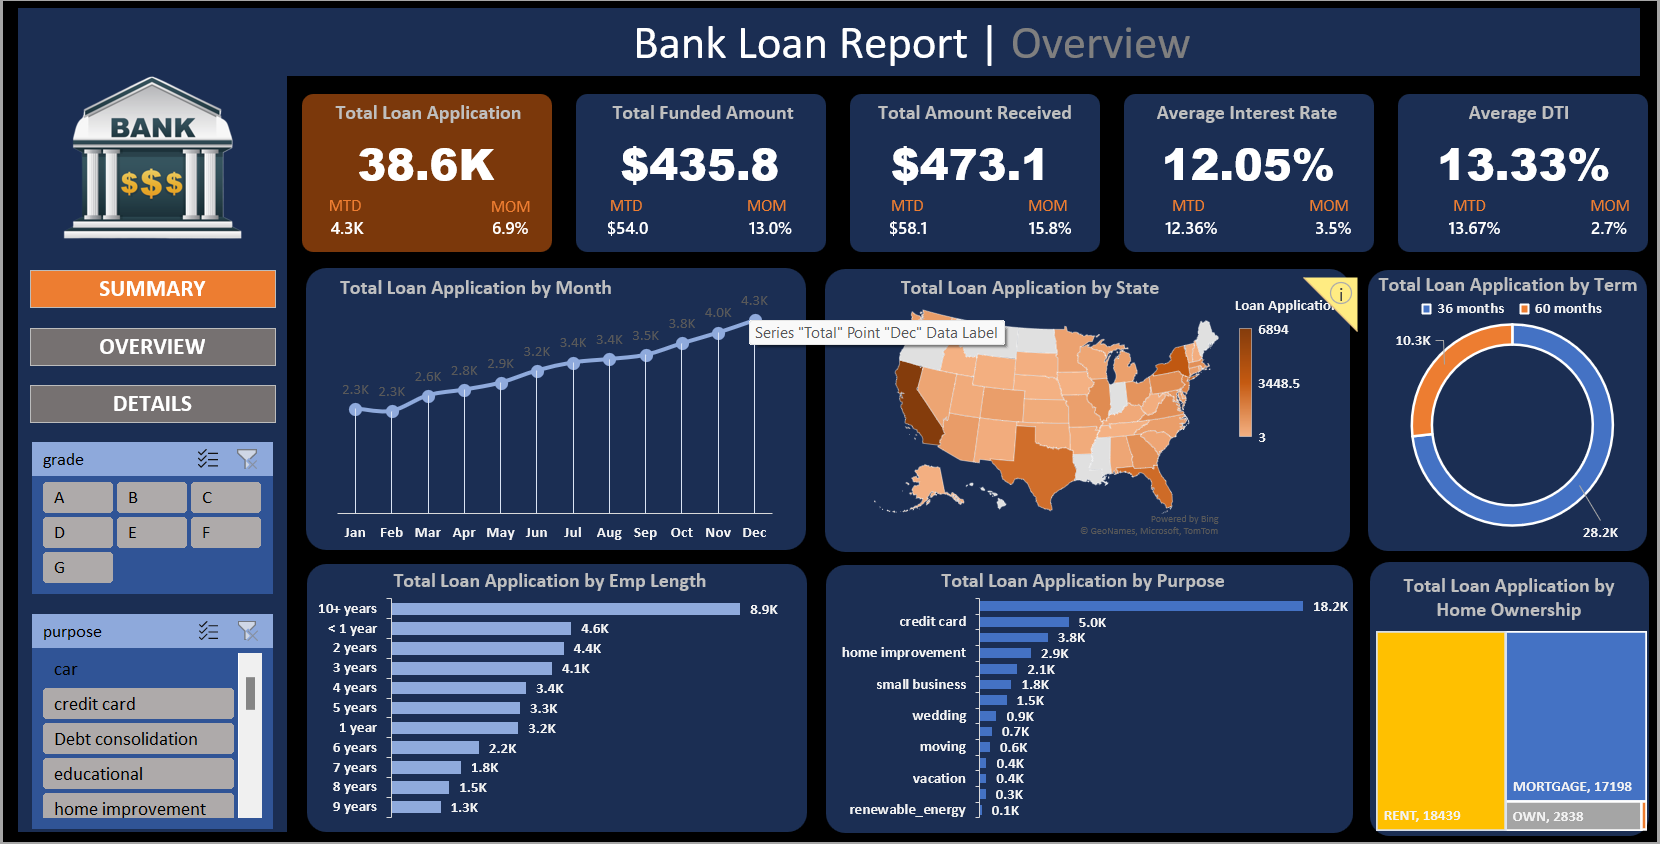 Bank Loan Report | Overview
BANK
$$$
SUMMARY
OVERVIEW
DETAILS
grade
A
B
C
D
E
F
G
purpose
car
credit card
Debt consolidation
educational
home improvement
Total Loan Application
38.6K
MTD
MOM
4.3K
6.9%
Total Funded Amount
$435.8
MTD
MOM
$54.0
13.0%
Total Amount Received
$473.1
MTD
MOM
$58.1
15.8%
Average Interest Rate
12.05%
MTD
MOM
12.36%
3.5%
Average DTI
13.33%
MTD
MOM
13.67%
2.7%
Total Loan Application by Month
2.3K
2.3K
2.6K
2.8K
2.9K
3.2K
3.4K
3.4K
3.5K
3.8K
4.0K
4.3K
Series "Total" Point "Dec" Data Label
Jan Feb Mar Apr May Jun Jul Aug Sep Oct Nov Dec
Total Loan Application by State
Loan Application
6894
3448.5
3
Powered by Bing
© GeoNames, Microsoft, TomTom
Total Loan Application by Term
36 months 60 months
10.3K
28.2K
Total Loan Application by Emp Length
10+ years 8.9K
< 1 year 4.6K
2 years 4.4K
3 years 4.1K
4 years 3.4K
5 years 3.3K
1 year 3.2K
6 years 2.2K
7 years 1.8K
8 years 1.5K
9 years 1.3K
Total Loan Application by Purpose
18.2K
credit card 5.0K
3.8K
home improvement 2.9K
2.1K
small business 1.8K
1.5K
wedding 0.9K
0.7K
moving 0.6K
0.4K
vacation 0.4K
0.3K
renewable_energy 0.1K
Total Loan Application by
Home Ownership
RENT, 18439
MORTGAGE, 17198
OWN, 2838